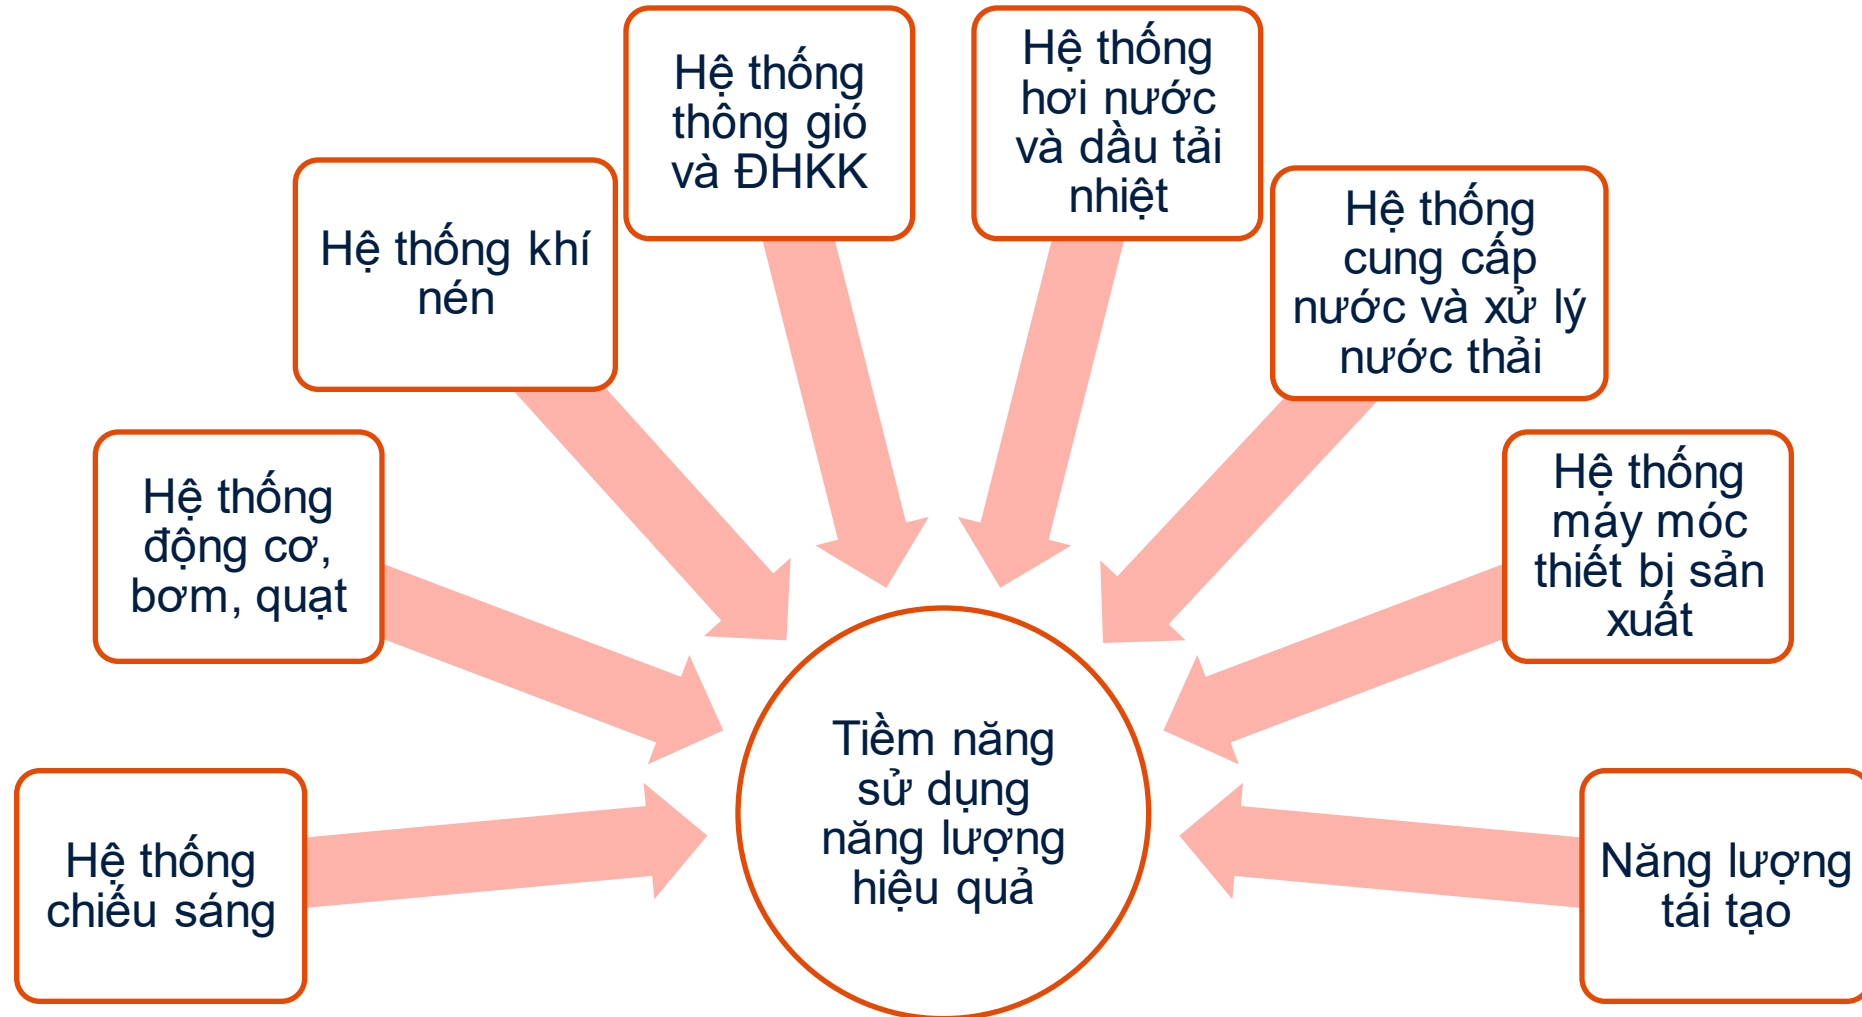 Hệ thống
thông gió
và ĐHKK
Hệ thống
hơi nước
và dầu tải
nhiệt
Hệ thống khí
nén
Hệ thống
cung cấp
nước và xử lý
nước thải
Hệ thống
động cơ,
bơm, quạt
Hệ thống
máy móc
thiết bị sản
xuất
Hệ thống
chiếu sáng
Tiềm năng
sử dụng
năng lượng
hiệu quả
Năng lượng
tái tạo